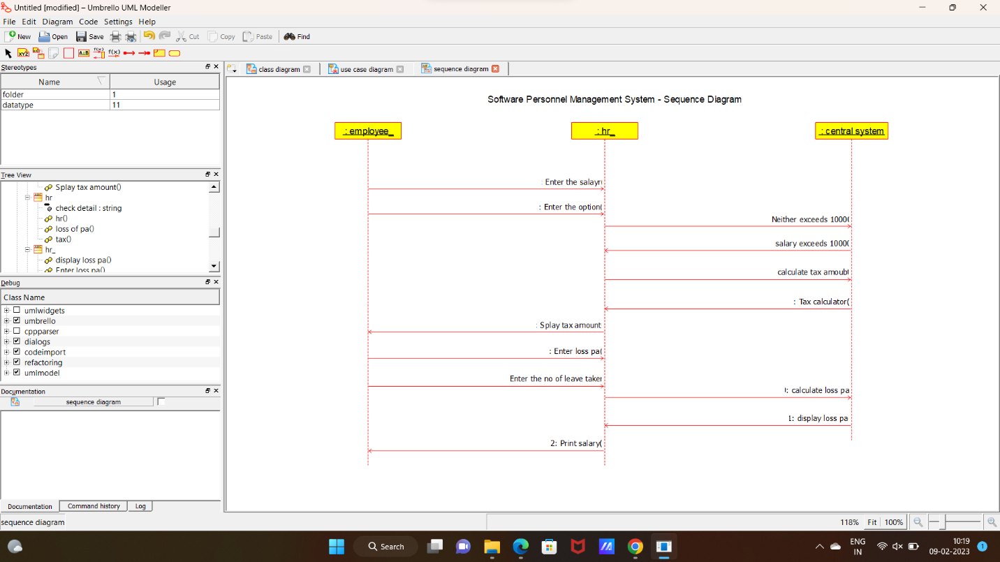 Untitled [modified] – Umbrello UML Modeller
File Edit Diagram Code Settings Help
New Open Save Cut Copy Paste Find
XYZ A↓B f(x) f(x)
Stereotypes
Name Usage
folder 1
datatype 11
Tree View
Splay tax amount()
hr
check detail : string
hr()
loss of pa()
tax()
hr_
display loss pa()
Enter loss pa()
Debug
Class Name
umlwidgets
umbrello
cppparser
dialogs
codeimport
refactoring
umlmodel
Documentation
sequence diagram
Documentation Command history Log
class diagram use case diagram sequence diagram
Software Personnel Management System - Sequence Diagram
: employee_ : hr_ : central system
: Enter the salayr(
: Enter the option(
Neither exceeds 1000(
salary exceeds 1000(
calculate tax amoubt
: Tax calculator(
: Splay tax amount
: Enter loss pa(
Enter the no of leave taker
: calculate loss pa
1: display loss pa
2: Print salary(
sequence diagram 118% Fit 100%
Search
ENG
IN
10:19
09-02-2023
1